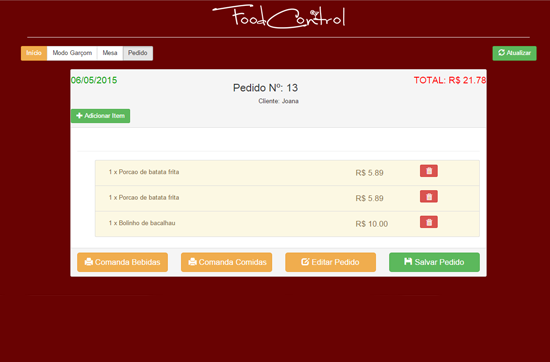 FoodControl
Início Modo Garçom Mesa Pedido
Atualizar
06/05/2015
Pedido Nº: 13
TOTAL: R$ 21.78
Cliente: Joana
Adicionar Item
1 x Porcao de batata frita R$ 5.89
1 x Porcao de batata frita R$ 5.89
1 x Bolinho de bacalhau R$ 10.00
Comanda Bebidas Comanda Comidas Editar Pedido Salvar Pedido